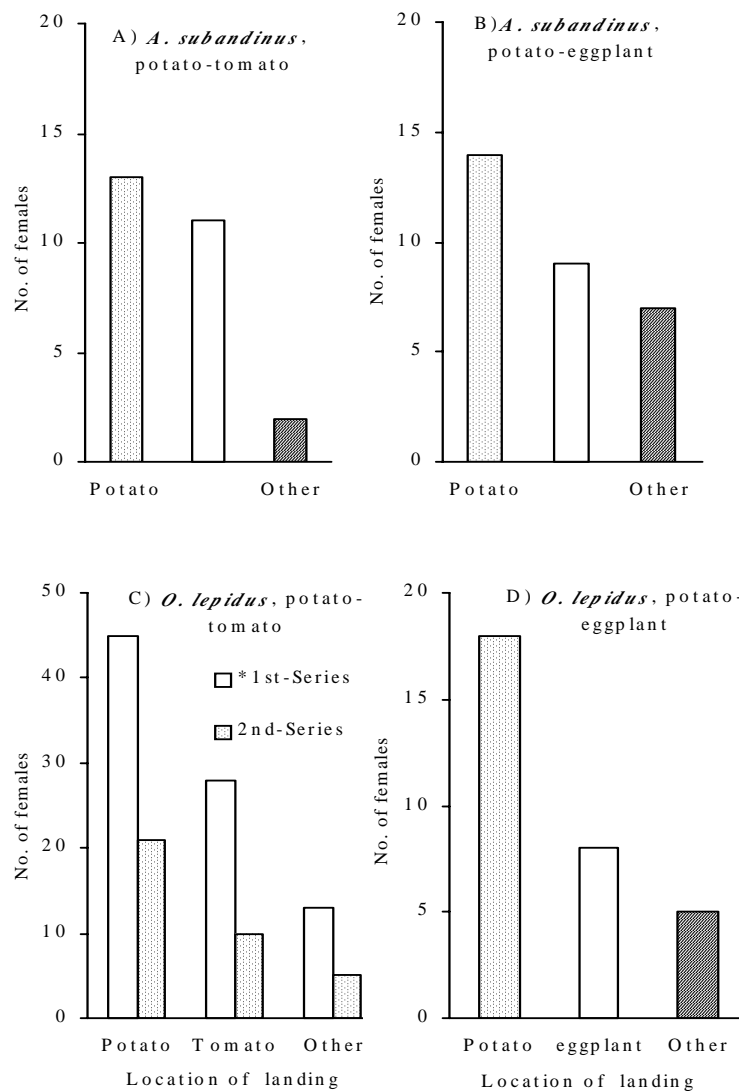 A) A. subandinus,
potato-tomato
No. of females
20
15
10
5
0
Potato Other
B)A. subandinus,
potato-eggplant
No. of females
20
15
10
5
0
Potato Other
C) O. lepidus, potato-
tomato
*1st-Series
2nd-Series
No. of females
50
40
30
20
10
0
Potato Tomato Other
Location of landing
D) O. lepidus, potato-
eggplant
No. of females
20
15
10
5
0
Potato eggplant Other
Location of landing